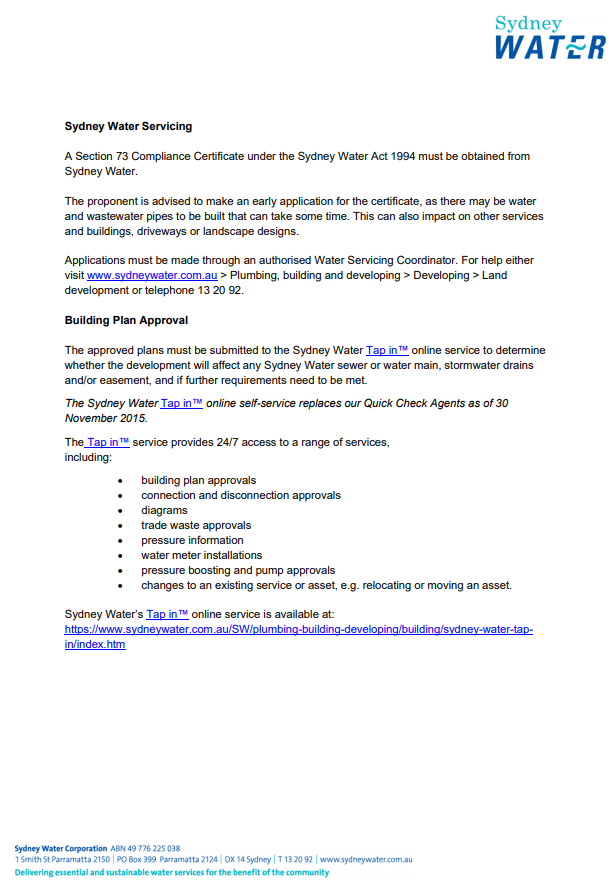 Sydney
WATER
Sydney Water Servicing
A Section 73 Compliance Certificate under the Sydney Water Act 1994 must be obtained from
Sydney Water.
The proponent is advised to make an early application for the certificate, as there may be water
and wastewater pipes to be built that can take some time. This can also impact on other services
and buildings, driveways or landscape designs.
Applications must be made through an authorised Water Servicing Coordinator. For help either
visit www.sydneywater.com.au > Plumbing, building and developing > Developing > Land
development or telephone 13 20 92.
Building Plan Approval
The approved plans must be submitted to the Sydney Water Tap in™ online service to determine
whether the development will affect any Sydney Water sewer or water main, stormwater drains
and/or easement, and if further requirements need to be met.
The Sydney Water Tap in™ online self-service replaces our Quick Check Agents as of 30
November 2015.
The Tap in™ service provides 24/7 access to a range of services,
including:
• building plan approvals
• connection and disconnection approvals
• diagrams
• trade waste approvals
• pressure information
• water meter installations
• pressure boosting and pump approvals
• changes to an existing service or asset, e.g. relocating or moving an asset.
Sydney Water's Tap in™ online service is available at:
https://www.sydneywater.com.au/SW/plumbing-building-developing/building/sydney-water-tap-
in/index.htm
Sydney Water Corporation ABN 49 776 225 038
1 Smith St Parramatta 2150 | PO Box 399 Parramatta 2124 | DX 14 Sydney | T 13 20 92 | www.sydneywater.com.au
Delivering essential and sustainable water services for the benefit of the community